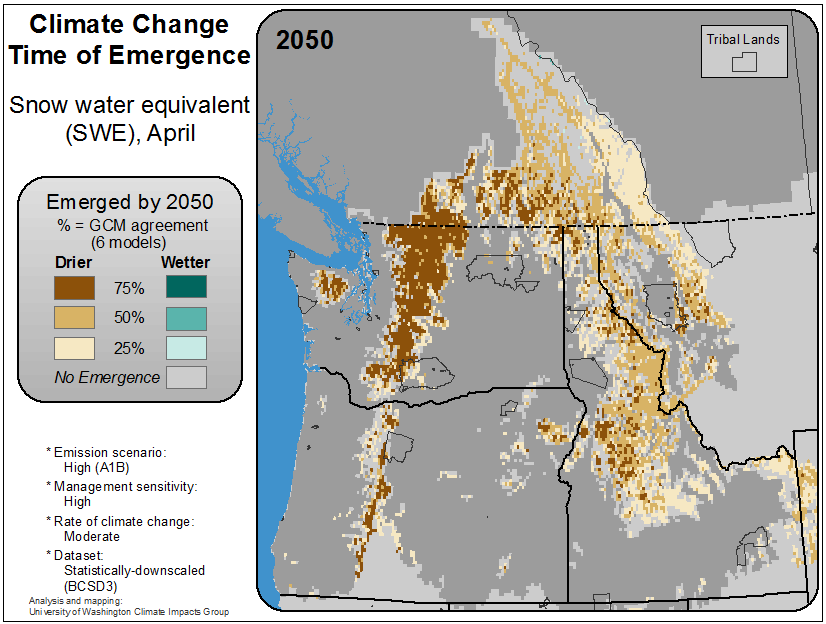 Climate Change
Time of Emergence
Snow water equivalent
(SWE), April
Emerged by 2050
% = GCM agreement
(6 models)
Drier Wetter
75%
50%
25%
No Emergence
* Emission scenario:
High (A1B)
* Management sensitivity:
High
* Rate of climate change:
Moderate
* Dataset:
Statistically-downscaled
(BCSD3)
Analysis and mapping:
University of Washington Climate Impacts Group
2050
Tribal Lands